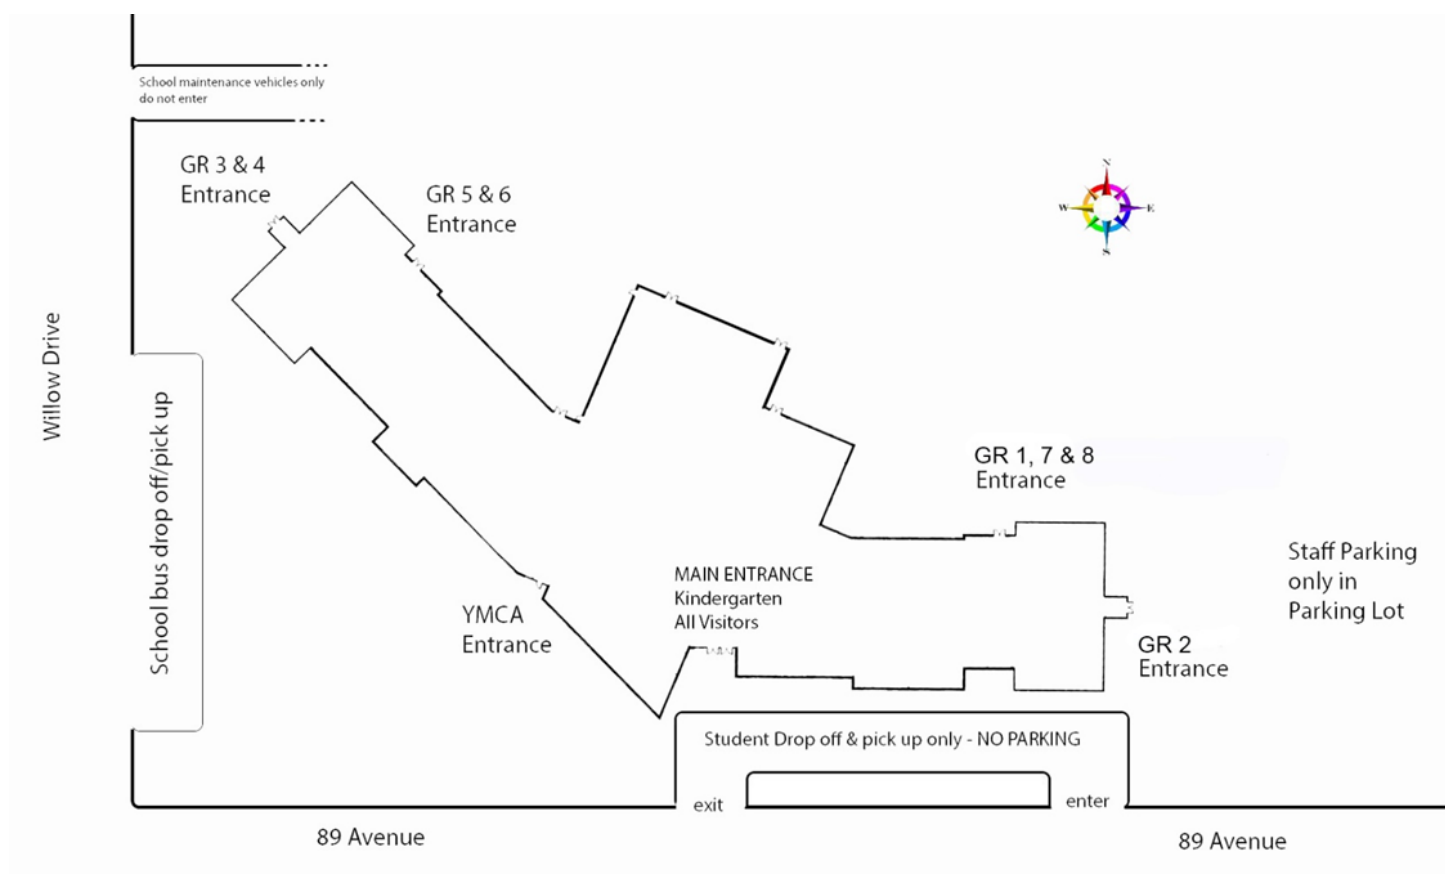 School maintenance vehicles only
do not enter
GR 3 & 4
Entrance
GR 5 & 6
Entrance
N
W
E
S
Willow Drive
School bus drop off/pick up
GR 1, 7 & 8
Entrance
Staff Parking
only in
Parking Lot
MAIN ENTRANCE
Kindergarten
All Visitors
YMCA
Entrance
GR 2
Entrance
Student Drop off & pick up only - NO PARKING
exit
enter
89 Avenue
89 Avenue